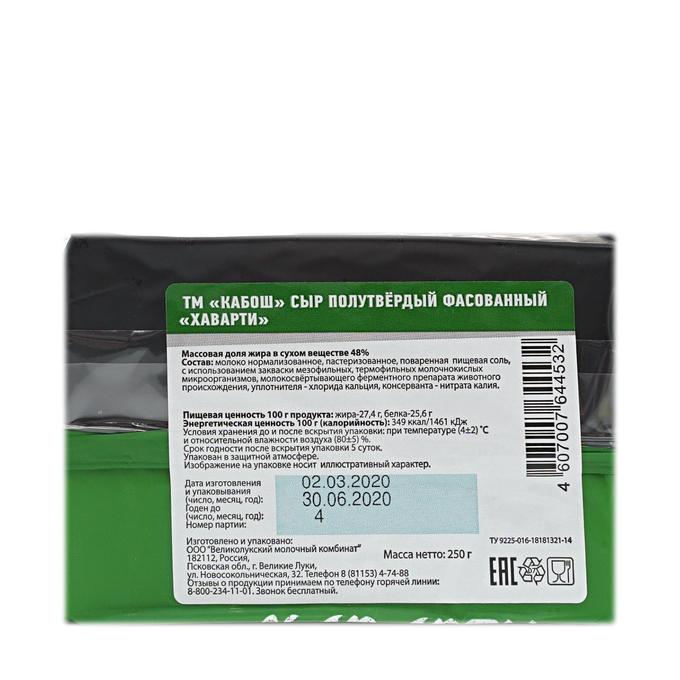 ТМ «КАБОШ» СЫР ПОЛУТВЁРДЫЙ ФАСОВАННЫЙ
«ХАВАРТИ»
Массовая доля жира в сухом веществе 48%
Состав: молоко нормализованное, пастеризованное, поваренная пищевая соль,
с использованием закваски мезофильных, термофильных молочнокислых
микроорганизмов, молокосвёртывающего ферментного препарата животного
происхождения, уплотнителя - хлорида кальция, консерванта - нитрата калия.
Пищевая ценность 100 г продукта: жира-27,4 г, белка-25,6 г
Энергетическая ценность 100 г (калорийность): 349 ккал/1461 кДж
Условия хранения до и после вскрытия упаковки: при температуре (4±2) °С
и относительной влажности воздуха (80±5) %.
Срок годности после вскрытия упаковки 5 суток.
Упаковано в защитной атмосфере.
Изображение на упаковке носит иллюстративный характер.
Дата изготовления
и упаковывания
(число, месяц, год): 02.03.2020
Годен до
(число, месяц, год): 30.06.2020
Номер партии: 4
Изготовлено и упаковано:
ООО "Великолукский молочный комбинат"
182112, Россия,
Псковская обл., г. Великие Луки,
ул. Новосокольническая, 32. Телефон 8 (81153) 4-74-88
Отзывы о продукции принимаем по телефону горячей линии:
8-800-234-11-01. Звонок бесплатный.
Масса нетто: 250 г
4 607007 644532
ТУ 9225-016-18181321-14
ЕАС